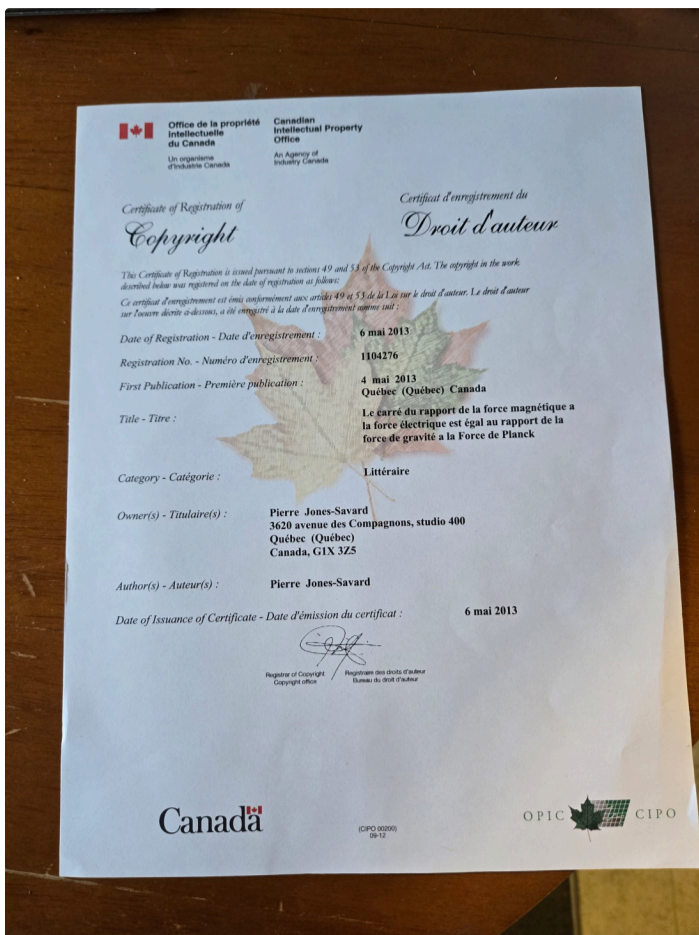 Office de la propriété
Intellectuelle
du Canada
Un organisme
d'Industrie Canada
Canadian
Intellectual Property
Office
An Agency of
Industry Canada
Certificate of Registration of
Copyright
Certificat d'enregistrement du
Droit d'auteur
This Certificate of Registration is issued pursuant to sections 49 and 53 of the Copyright Act. The copyright in the work
described below was registered on the date of registration as follows:
Ce certificat d'enregistrement est émis conformément aux articles 49 et 53 de la Loi sur le droit d'auteur. Le droit d'auteur
sur l'oeuvre décrite ci-dessous, a été enregistré à la date d'enregistrement comme suit :
Date of Registration - Date d'enregistrement : 6 mai 2013
Registration No. - Numéro d'enregistrement : 1104276
First Publication - Première publication : 4 mai 2013
Québec (Québec) Canada
Title - Titre : Le carré du rapport de la force magnétique a
la force électrique est égal au rapport de la
force de gravité a la Force de Planck
Category - Catégorie : Littéraire
Owner(s) - Titulaire(s) : Pierre Jones-Savard
3620 avenue des Compagnons, studio 400
Québec (Québec)
Canada, G1X 3Z5
Author(s) - Auteur(s) : Pierre Jones-Savard
Date of Issuance of Certificate - Date d'émission du certificat : 6 mai 2013
Registrar of Copyright
Copyright office
Registraire des droits d'auteur
Bureau du droit d'auteur
Canada
(CIPO 00200)
09-12
OPIC CIPO